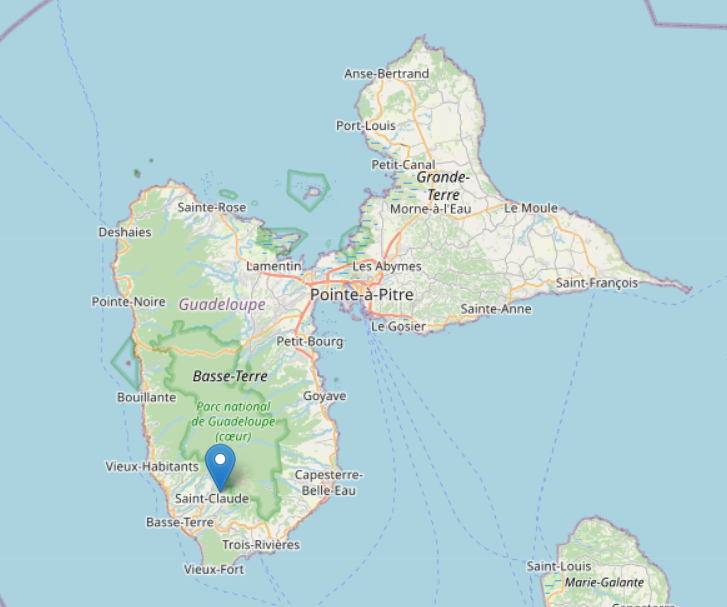 Anse-Bertrand
Port-Louis
Petit-Canal
Grande-
Terre
Morne-à-l'Eau
Le Moule
Sainte-Rose
Deshaies
Lamentin
Les Abymes
Saint-François
Pointe-à-Pitre
Pointe-Noire
Guadeloupe
Sainte-Anne
Le Gosier
Petit-Bourg
Basse-Terre
Bouillante
Goyave
Parc national
de Guadeloupe
(cœur)
Vieux-Habitants
Capesterre-
Belle-Eau
Saint-Claude
Basse-Terre
Trois-Rivières
Vieux-Fort
Saint-Louis
Marie-Galante